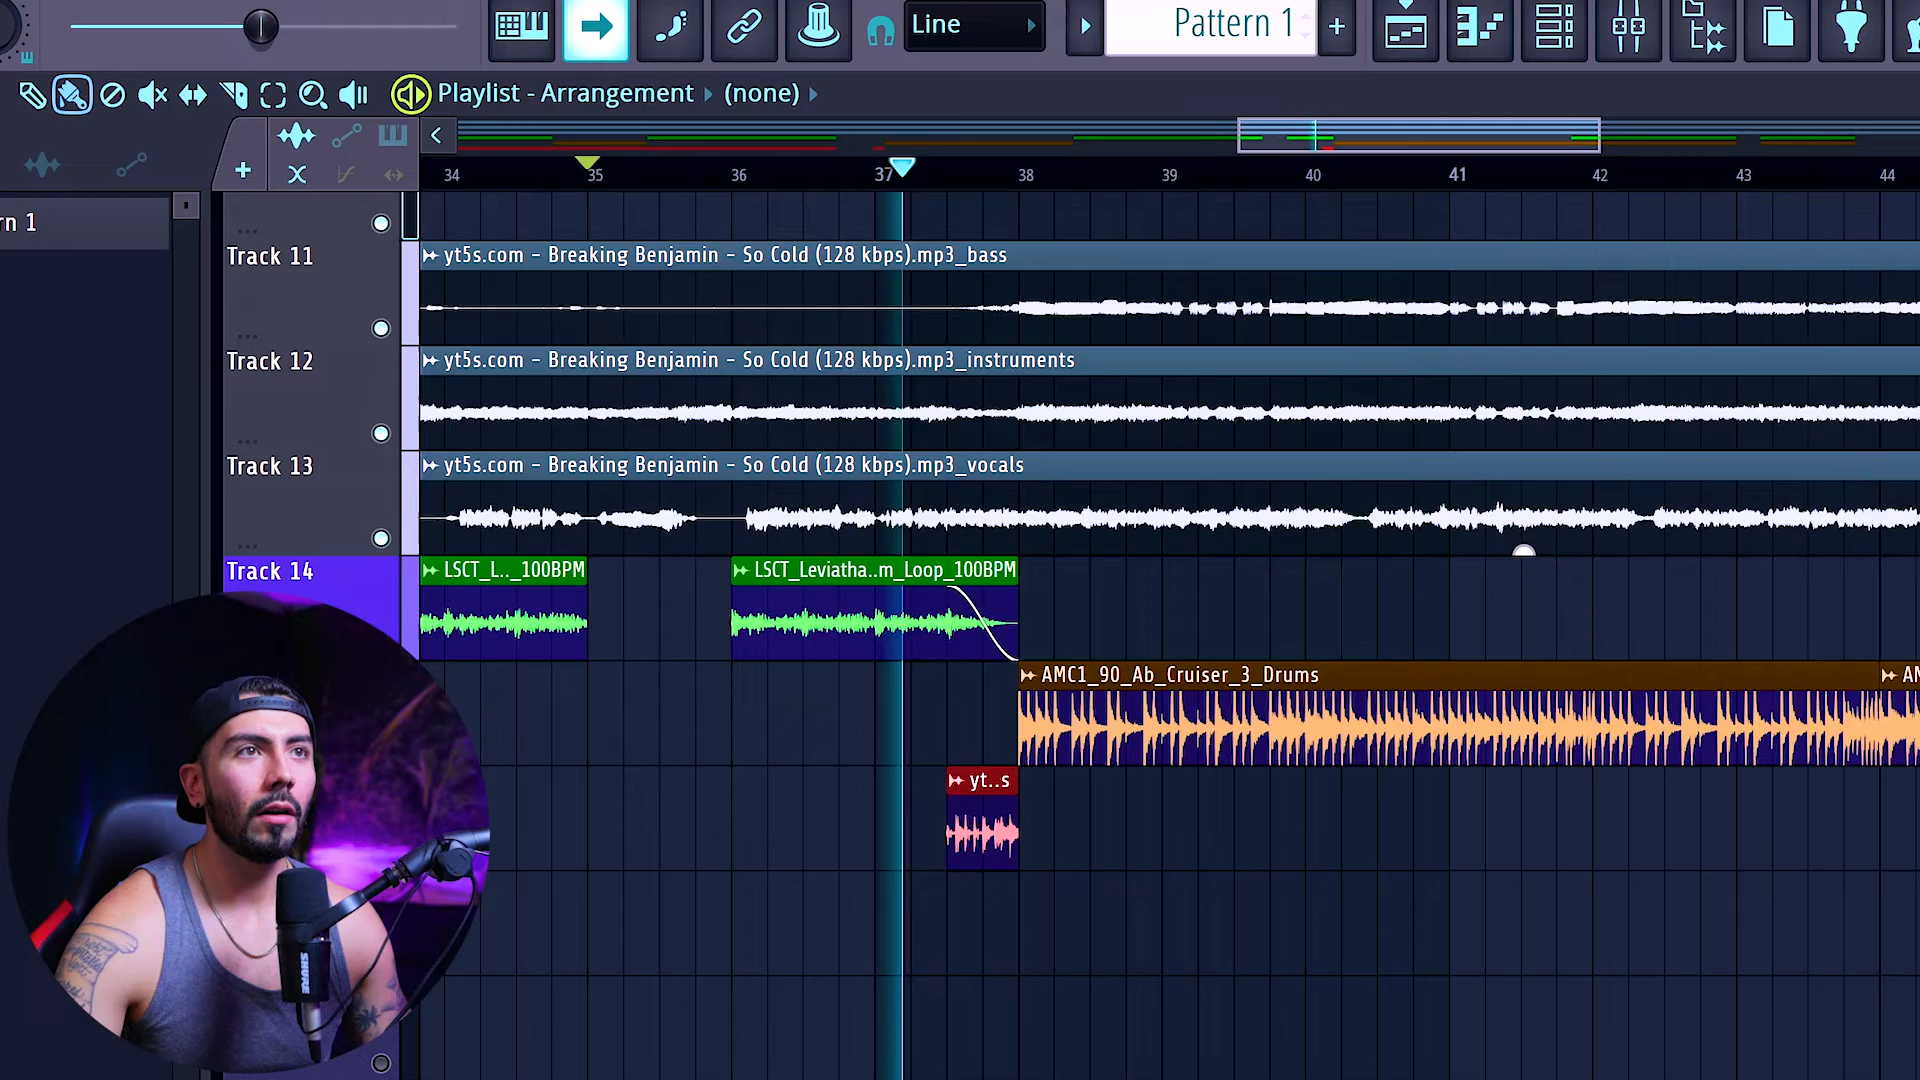 Line
Pattern 1
+
Playlist - Arrangement (none)
34 35 36 37 38 39 40 41 42 43 44
rn 1
Track 11
yt5s.com - Breaking Benjamin - So Cold (128 kbps).mp3_bass
Track 12
yt5s.com - Breaking Benjamin - So Cold (128 kbps).mp3_instruments
Track 13
yt5s.com - Breaking Benjamin - So Cold (128 kbps).mp3_vocals
Track 14
LSCT_L.._100BPM
LSCT_Leviatha..m_Loop_100BPM
AMC1_90_Ab_Cruiser_3_Drums
AM
yt..s
SHURE